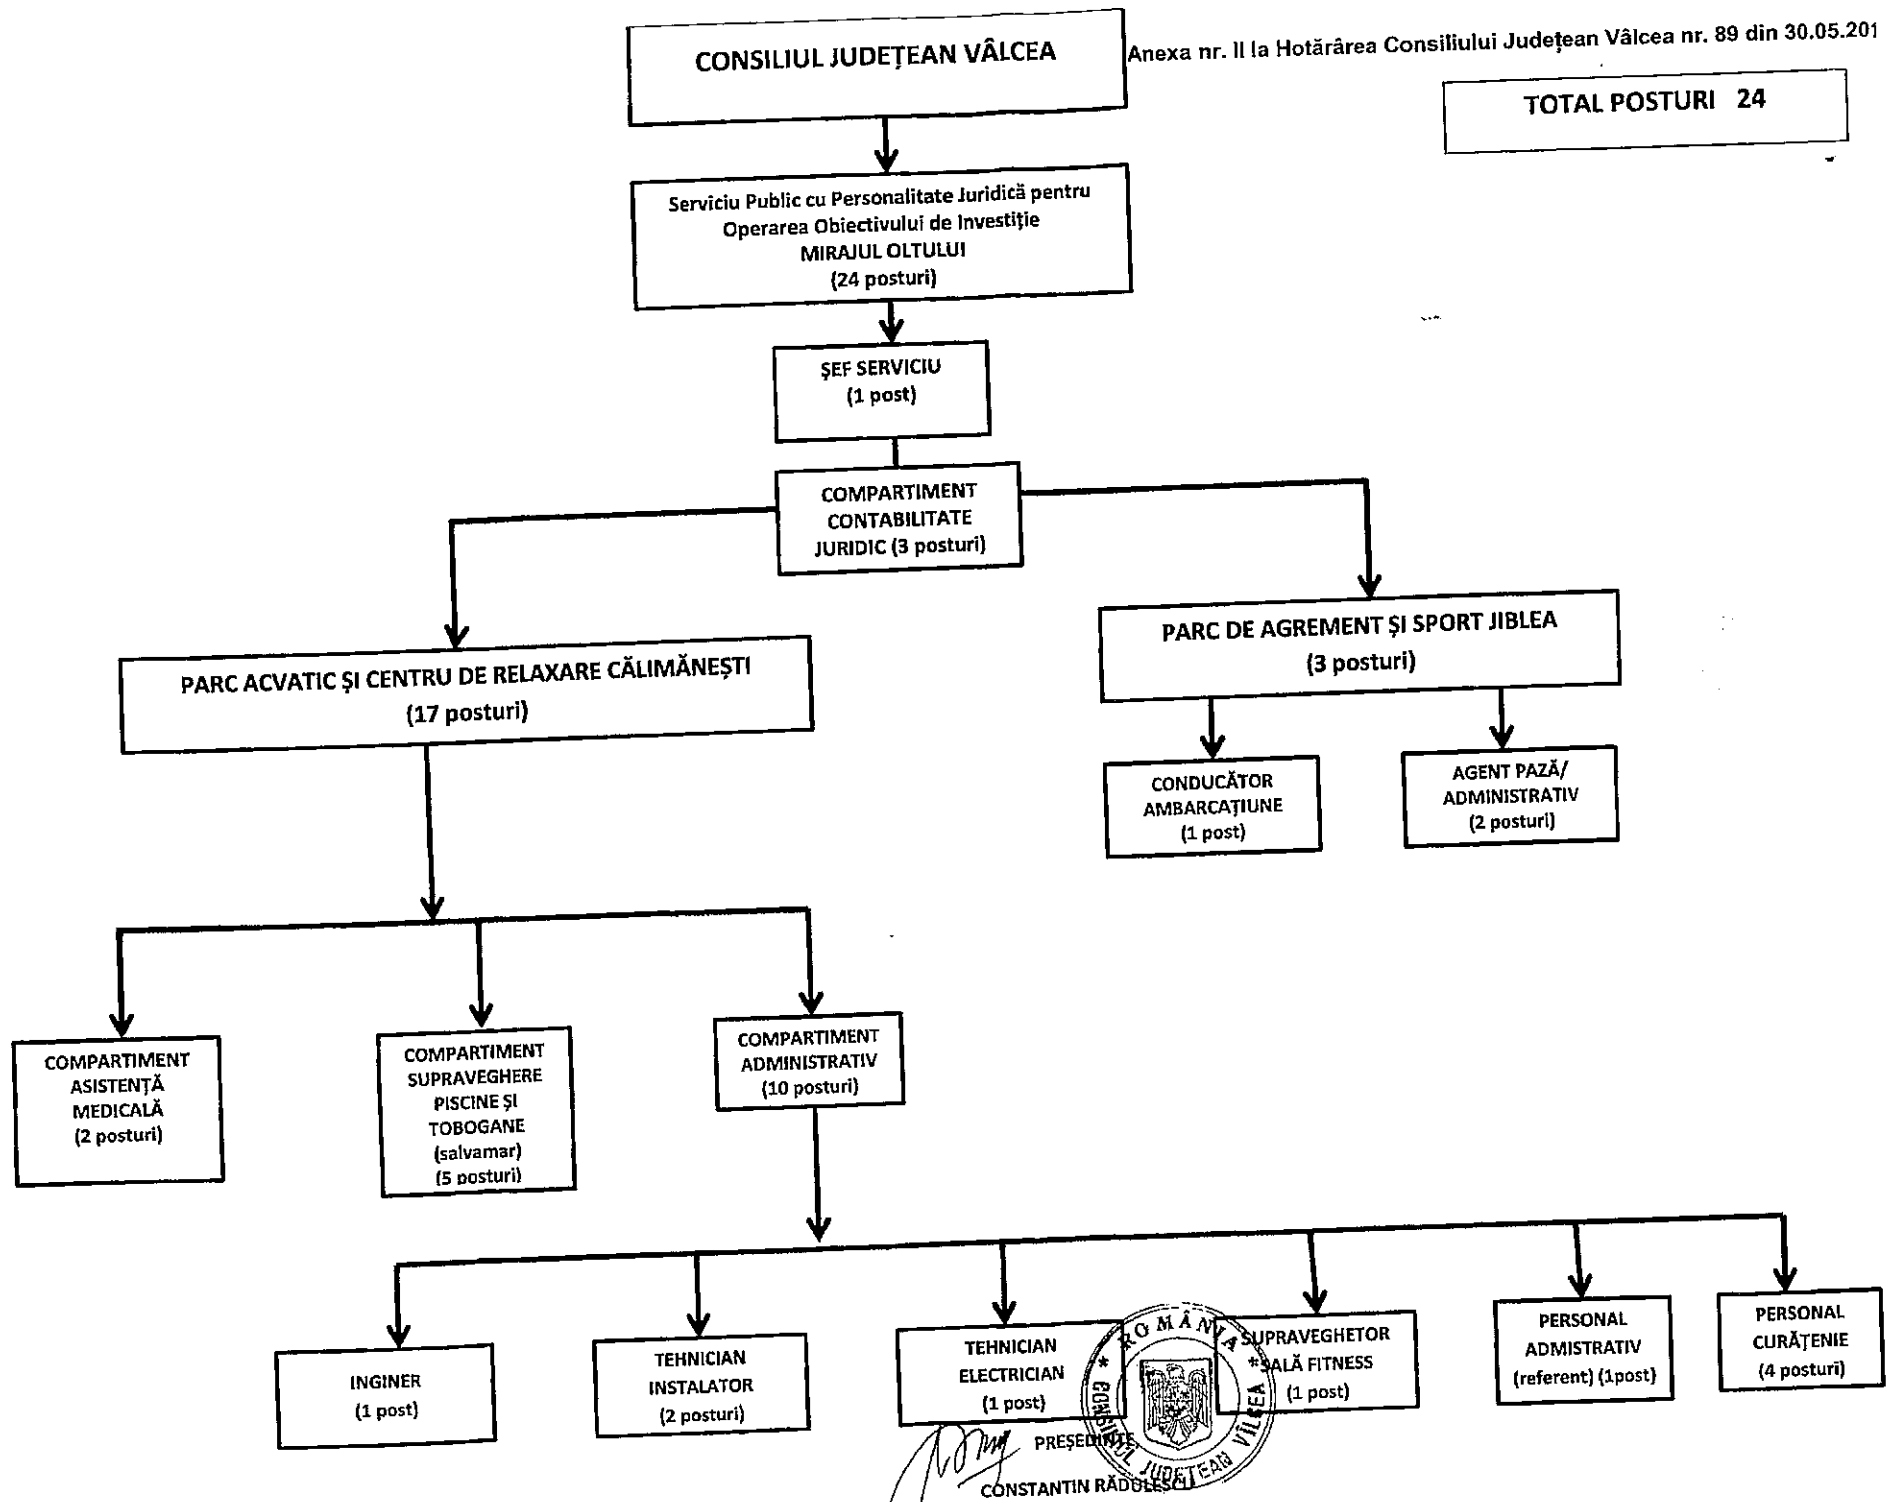 CONSILIUL JUDEȚEAN VÂLCEA
Anexa nr. II la Hotărârea Consiliului Județean Vâlcea nr. 89 din 30.05.201
TOTAL POSTURI 24
Serviciu Public cu Personalitate Juridică pentru
Operarea Obiectivului de Investiție
MIRAJUL OLTULUI
(24 posturi)
ȘEF SERVICIU
(1 post)
COMPARTIMENT
CONTABILITATE
JURIDIC (3 posturi)
PARC ACVATIC ȘI CENTRU DE RELAXARE CĂLIMĂNEȘTI
(17 posturi)
PARC DE AGREMENT ȘI SPORT JIBLEA
(3 posturi)
CONDUCĂTOR
AMBARCAȚIUNE
(1 post)
AGENT PAZĂ/
ADMINISTRATIV
(2 posturi)
COMPARTIMENT
ASISTENȚĂ
MEDICALĂ
(2 posturi)
COMPARTIMENT
SUPRAVEGHERE
PISCINE ȘI
TOBOGANE
(salvamar)
(5 posturi)
COMPARTIMENT
ADMINISTRATIV
(10 posturi)
INGINER
(1 post)
TEHNICIAN
INSTALATOR
(2 posturi)
TEHNICIAN
ELECTRICIAN
(1 post)
SUPRAVEGHETOR
SALĂ FITNESS
(1 post)
PERSONAL
ADMISTRATIV
(referent) (1post)
PERSONAL
CURĂȚENIE
(4 posturi)
* ROMÂNIA *
CONSILIUL JUDEȚEAN VÎLCEA
PREȘEDINTE,
CONSTANTIN RĂDULESCU